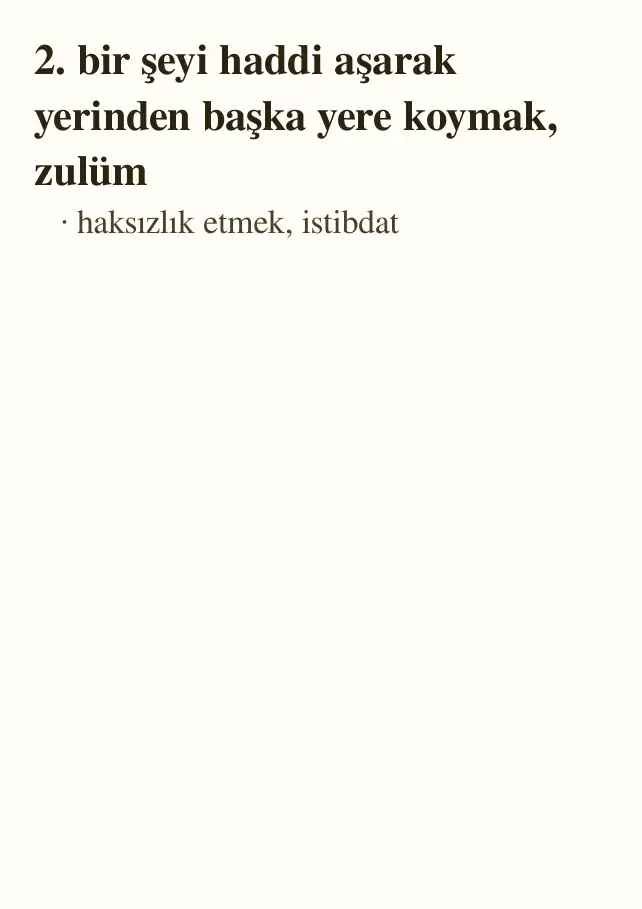 2. bir şeyi haddi aşarak
yerinden başka yere koymak,
zulüm
· haksızlık etmek, istibdat